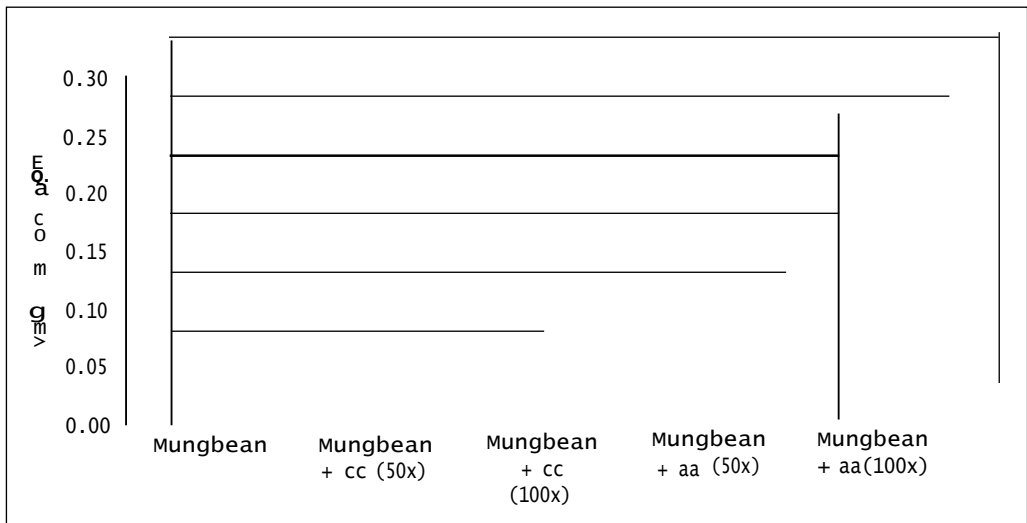 0.30
0.25
0.20
0.15
0.10
0.05
0.00
Mungbean
Mungbean
+ cc (50x)
Mungbean
+ cc
(100x)
Mungbean
+ aa (50x)
Mungbean
+ aa(100x)